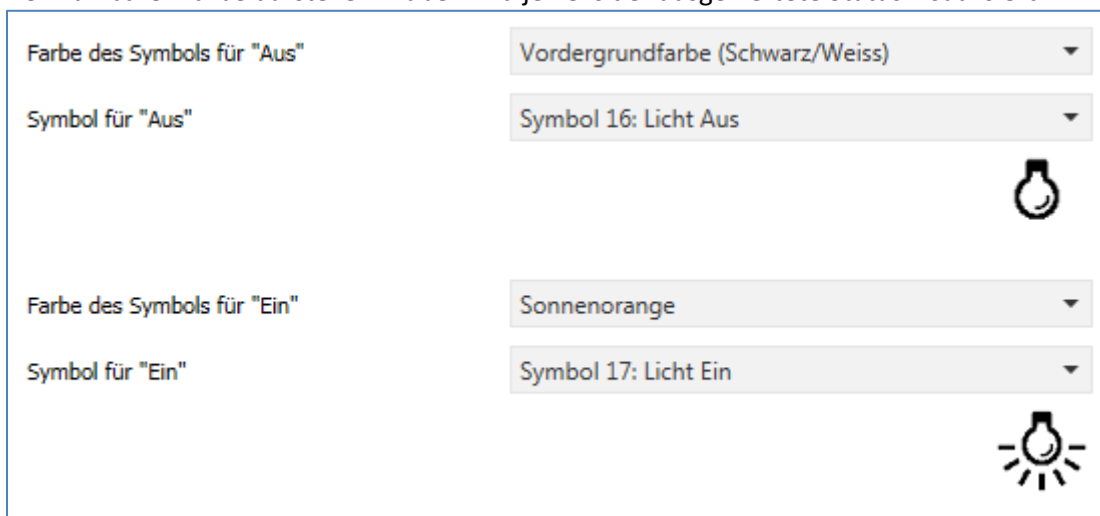 Farbe des Symbols für "Aus" Vordergrundfarbe (Schwarz/Weiss)
Symbol für "Aus" Symbol 16: Licht Aus
Farbe des Symbols für "Ein" Sonnenorange
Symbol für "Ein" Symbol 17: Licht Ein